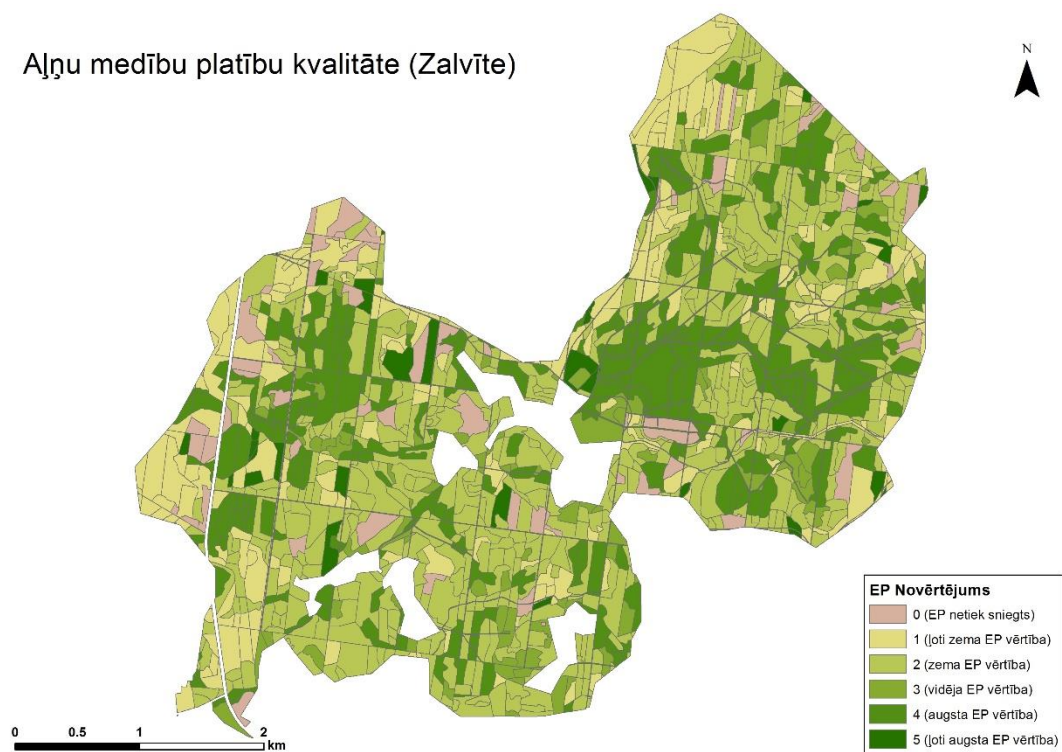 Aļņu medību platību kvalitāte (Zalvīte)
N
EP Novērtējums
0 (EP netiek sniegts)
1 (ļoti zema EP vērtība)
2 (zema EP vērtība)
3 (vidēja EP vērtība)
4 (augsta EP vērtība)
5 (ļoti augsta EP vērtība)
0 0.5 1 2
km